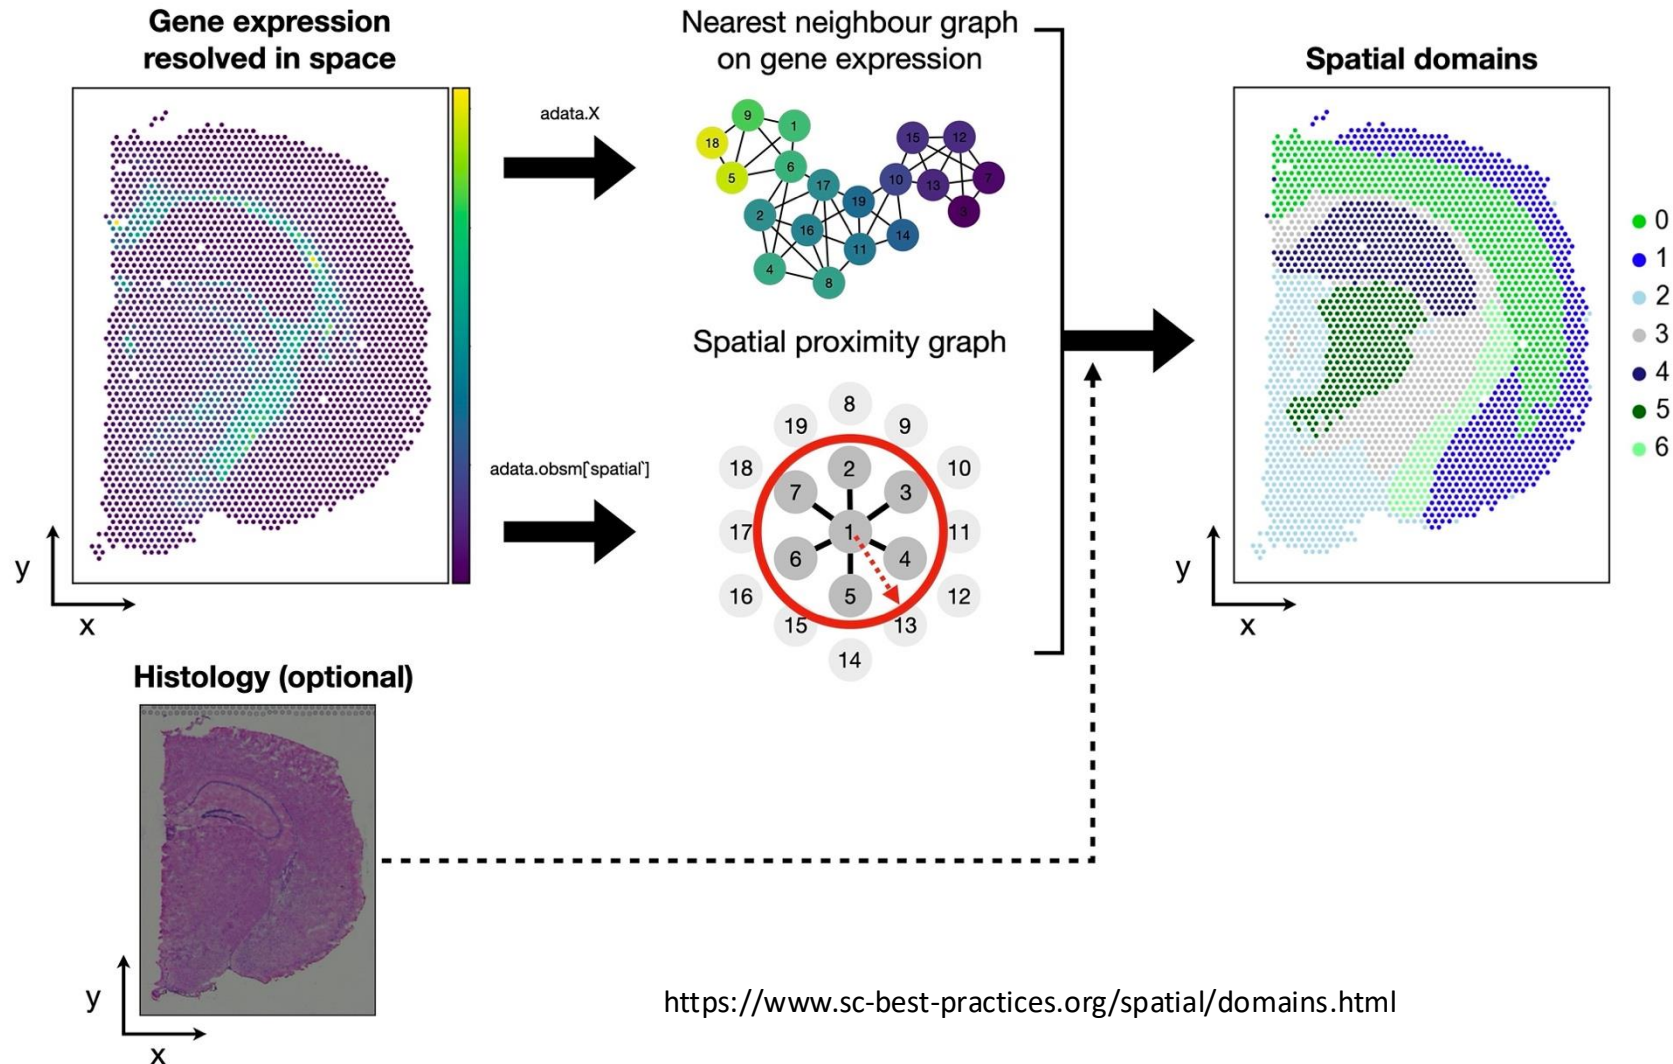 Gene expression
resolved in space
adata.X
adata.obsm[`spatial`]
y
x
Nearest neighbour graph
on gene expression
9
1
18
5
6
17
2
16
4
8
19
11
14
10
15
12
13
7
3
Spatial proximity graph
8
19
9
18
2
10
7
3
17
1
11
6
4
16
5
12
15
13
14
Spatial domains
0
1
2
3
4
5
6
y
x
Histology (optional)
y
x
https://www.sc-best-practices.org/spatial/domains.html